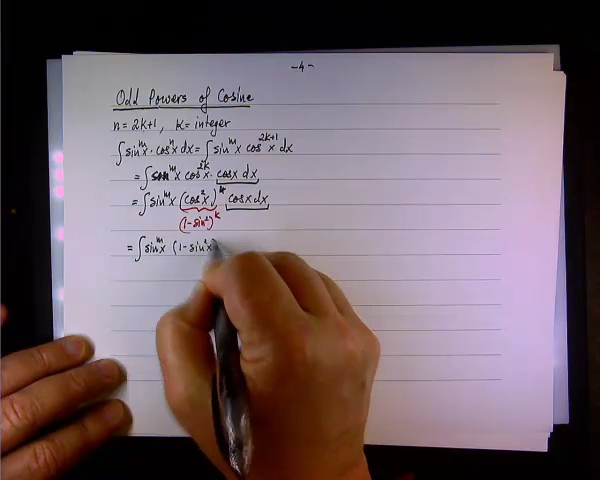 -4-
Odd Powers of Cosine
n = 2k+1, k = integer
∫ sin^m x · cos^n x dx = ∫ sin^m x cos^{2k+1} x dx
= ∫ sin^m x cos^{2k} x · cos x dx
= ∫ sin^m x (cos^2 x)^k cos x dx
(1-sin^2)^k
= ∫ sin^m x (1-sin^2 x)